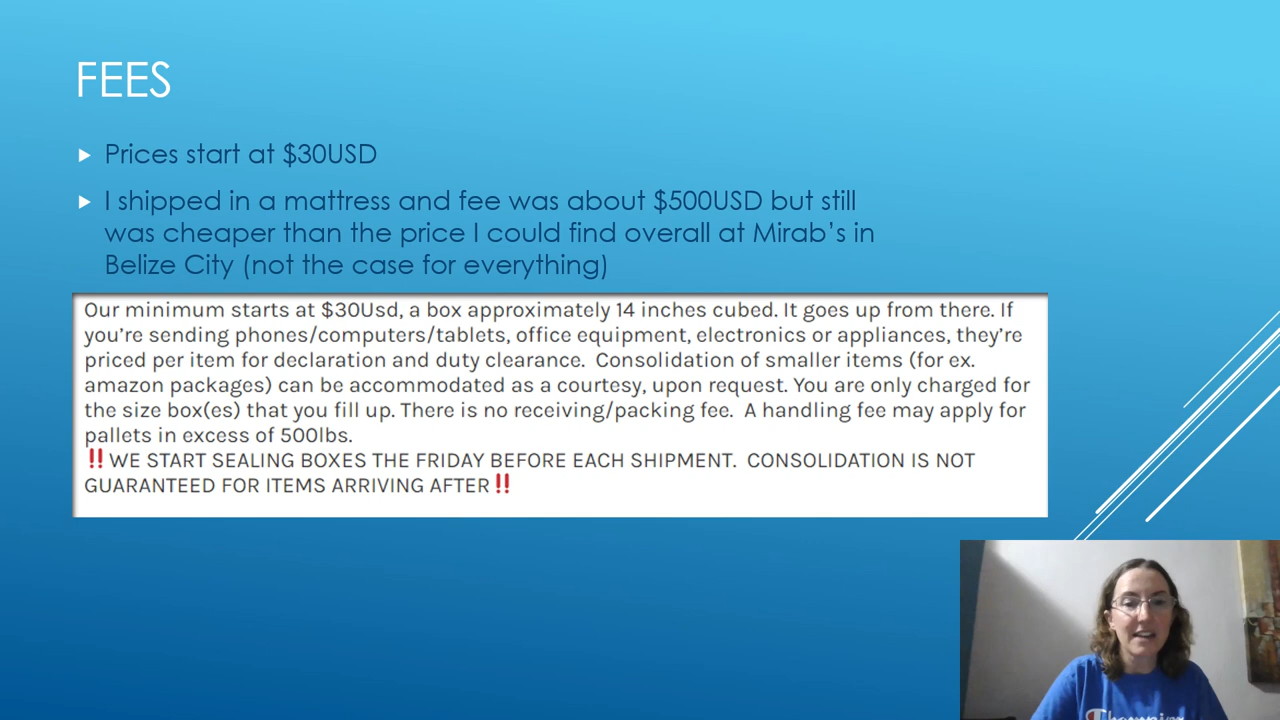 FEES
Prices start at $30USD
I shipped in a mattress and fee was about $500USD but still
was cheaper than the price I could find overall at Mirab's in
Belize City (not the case for everything)
Our minimum starts at $30Usd, a box approximately 14 inches cubed. It goes up from there. If
you're sending phones/computers/tablets, office equipment, electronics or appliances, they're
priced per item for declaration and duty clearance.  Consolidation of smaller items (for ex.
amazon packages) can be accommodated as a courtesy, upon request. You are only charged for
the size box(es) that you fill up. There is no receiving/packing fee.  A handling fee may apply for
pallets in excess of 500lbs.
‼WE START SEALING BOXES THE FRIDAY BEFORE EACH SHIPMENT.  CONSOLIDATION IS NOT
GUARANTEED FOR ITEMS ARRIVING AFTER‼
Champion